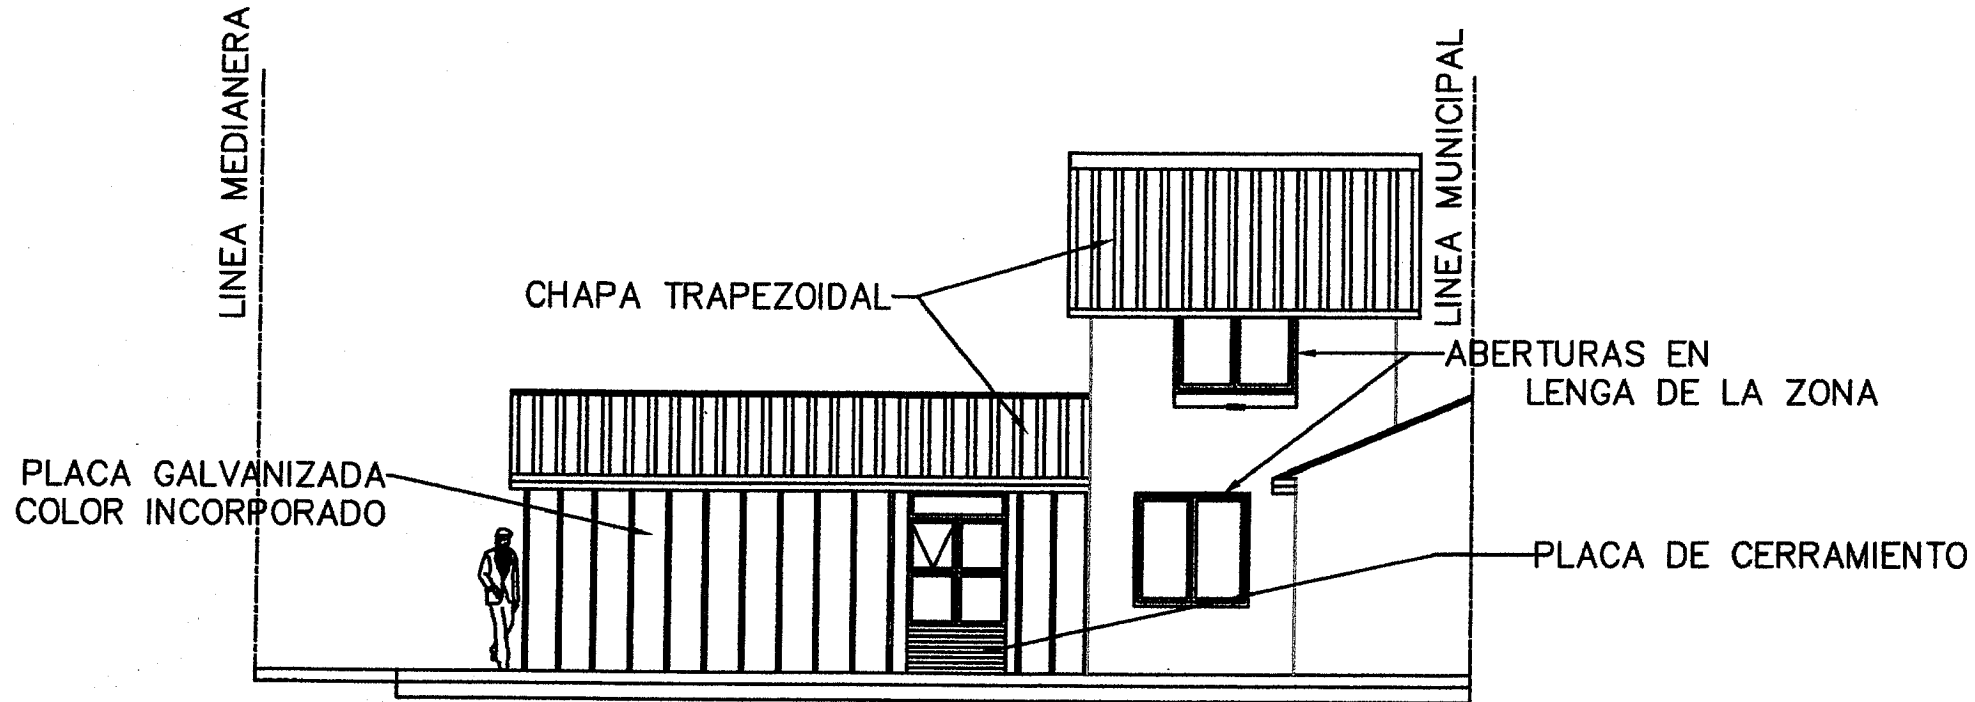 LINEA MEDIANERA
LINEA MUNICIPAL
CHAPA TRAPEZOIDAL
ABERTURAS EN
LENGA DE LA ZONA
PLACA GALVANIZADA
COLOR INCORPORADO
PLACA DE CERRAMIENTO